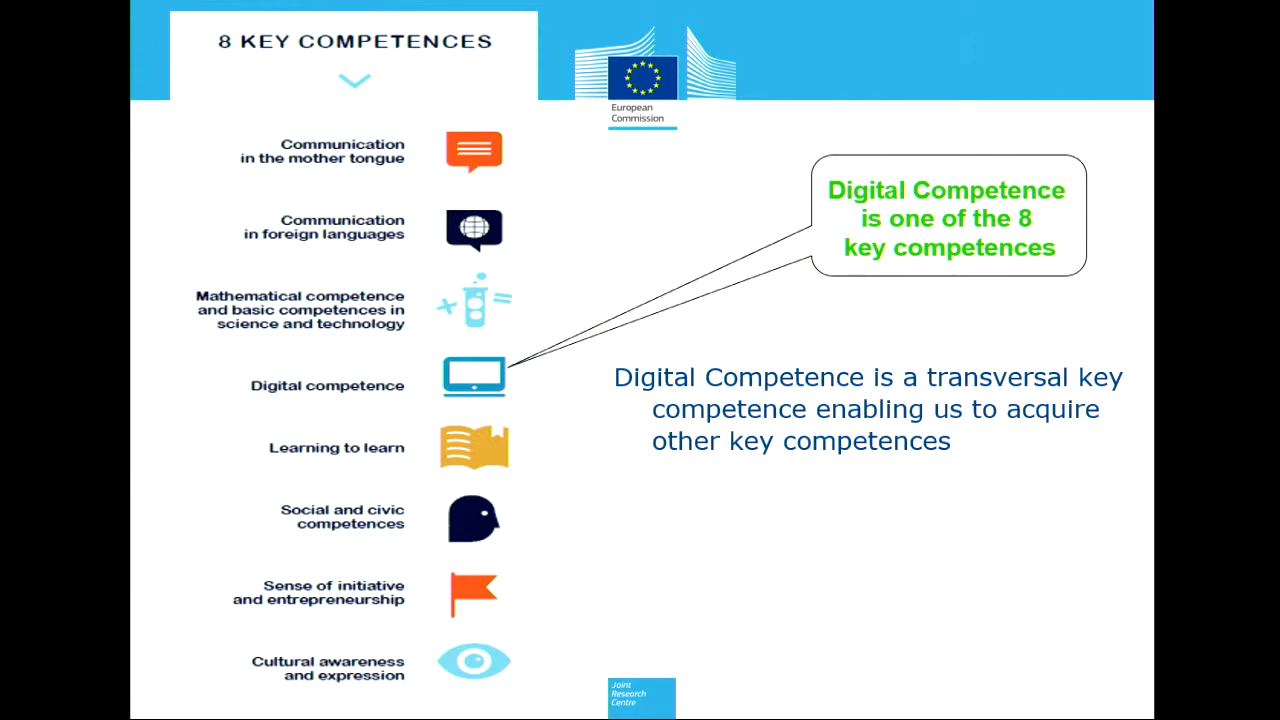 8 KEY COMPETENCES
European
Commission
Communication
in the mother tongue
Communication
in foreign languages
Mathematical competence
and basic competences in
science and technology
Digital competence
Learning to learn
Social and civic
competences
Sense of initiative
and entrepreneurship
Cultural awareness
and expression
Digital Competence
is one of the 8
key competences
Digital Competence is a transversal key
competence enabling us to acquire
other key competences
Joint
Research
Centre